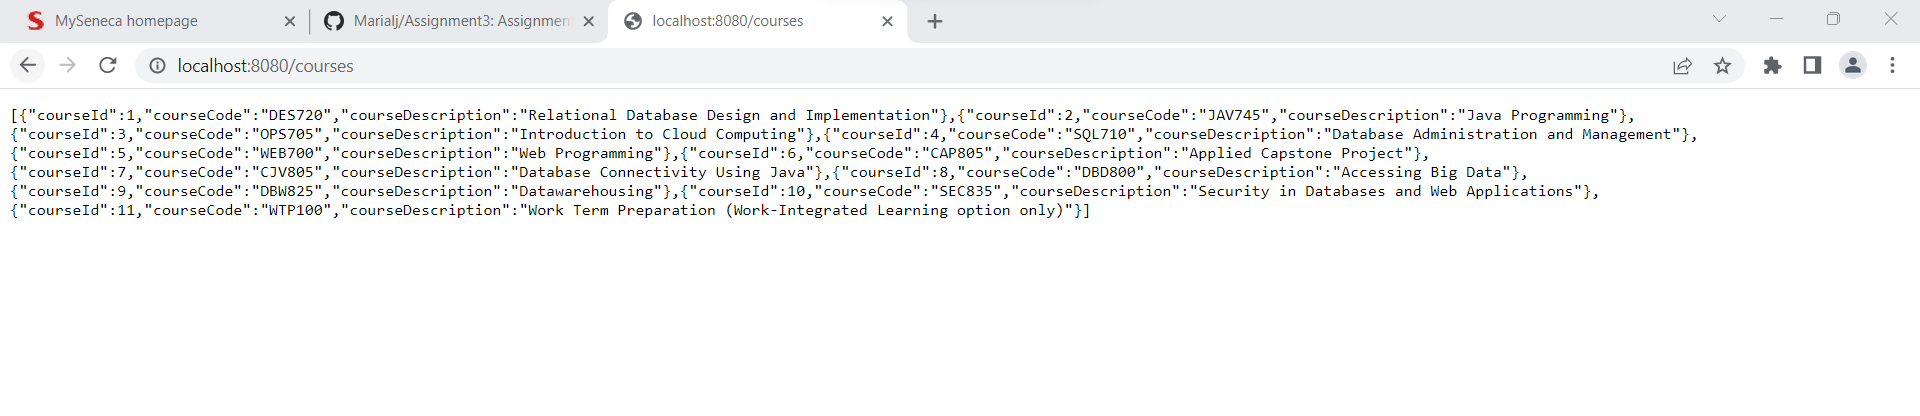 MySeneca homepage
Marialj/Assignment3: Assignmen
localhost:8080/courses
localhost:8080/courses
[{"courseId":1,"courseCode":"DES720","courseDescription":"Relational Database Design and Implementation"},{"courseId":2,"courseCode":"JAV745","courseDescription":"Java Programming"},
{"courseId":3,"courseCode":"OPS705","courseDescription":"Introduction to Cloud Computing"},{"courseId":4,"courseCode":"SQL710","courseDescription":"Database Administration and Management"},
{"courseId":5,"courseCode":"WEB700","courseDescription":"Web Programming"},{"courseId":6,"courseCode":"CAP805","courseDescription":"Applied Capstone Project"},
{"courseId":7,"courseCode":"CJV805","courseDescription":"Database Connectivity Using Java"},{"courseId":8,"courseCode":"DBD800","courseDescription":"Accessing Big Data"},
{"courseId":9,"courseCode":"DBW825","courseDescription":"Datawarehousing"},{"courseId":10,"courseCode":"SEC835","courseDescription":"Security in Databases and Web Applications"},
{"courseId":11,"courseCode":"WTP100","courseDescription":"Work Term Preparation (Work-Integrated Learning option only)"}]